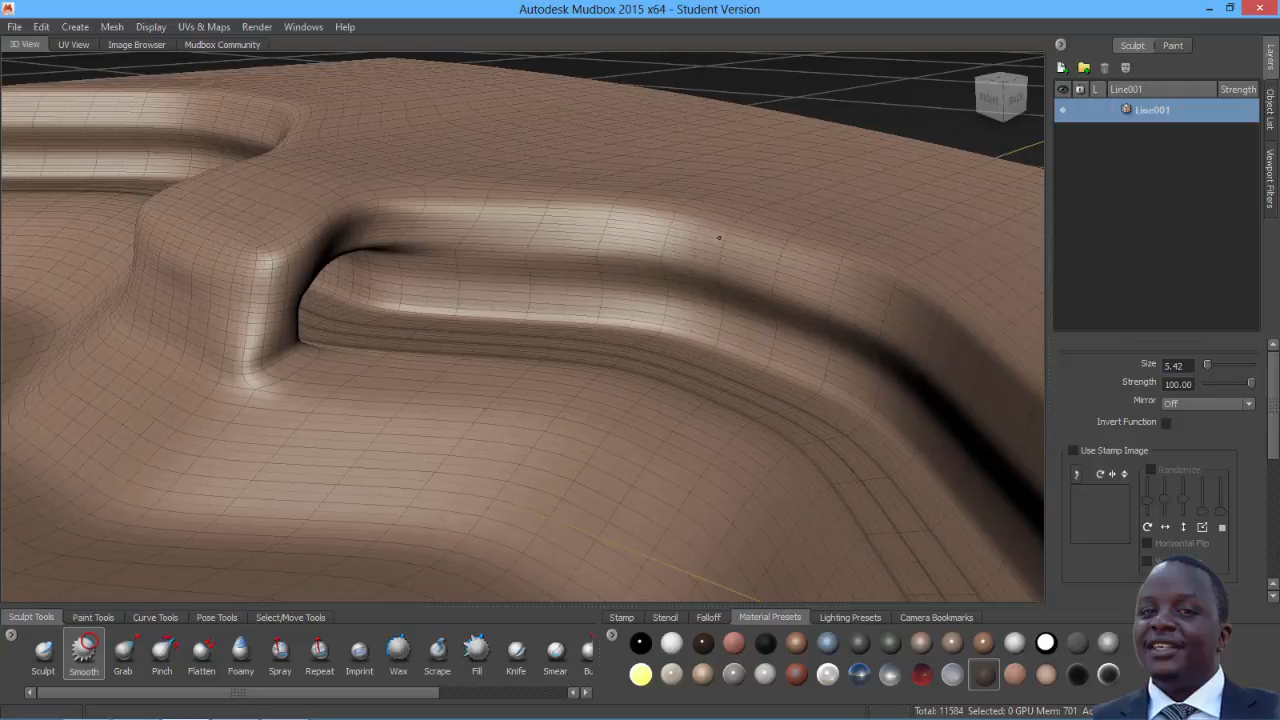 Autodesk Mudbox 2015 x64 - Student Version
File Edit Create Mesh Display UVs & Maps Render Windows Help
3D View UV View Image Browser Mudbox Community
Sculpt Paint
L Line001 Strength
Line001
Layers
Object List
Viewport Filters
RIGHT BACK
Size 5.42
Strength 100.00
Mirror Off
Invert Function
Use Stamp Image
Randomize
Horizontal Flip
Sculpt Tools Paint Tools Curve Tools Pose Tools Select/Move Tools
Stamp Stencil Falloff Material Presets Lighting Presets Camera Bookmarks
Sculpt Smooth Grab Pinch Flatten Foamy Spray Repeat Imprint Wax Scrape Fill Knife Smear
Total: 11584 Selected: 0 GPU Mem: 701